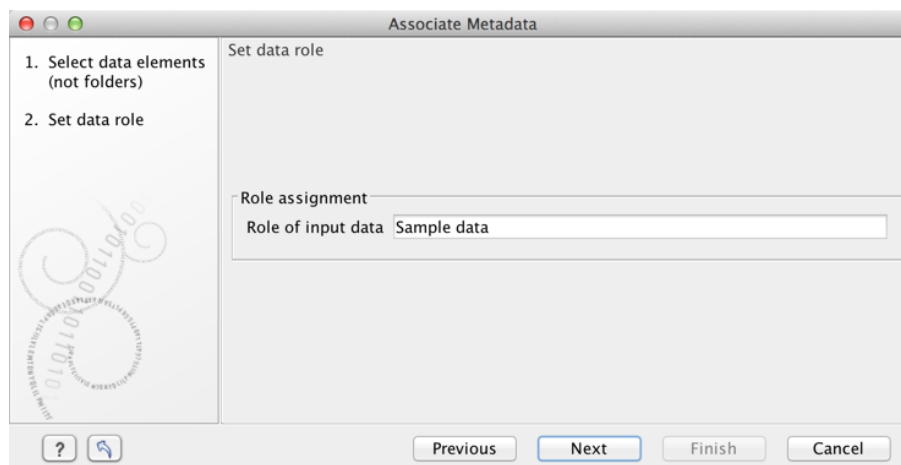 Associate Metadata
1. Select data elements
(not folders)
2. Set data role
Set data role
Role assignment
Role of input data Sample data
? Previous Next Finish Cancel